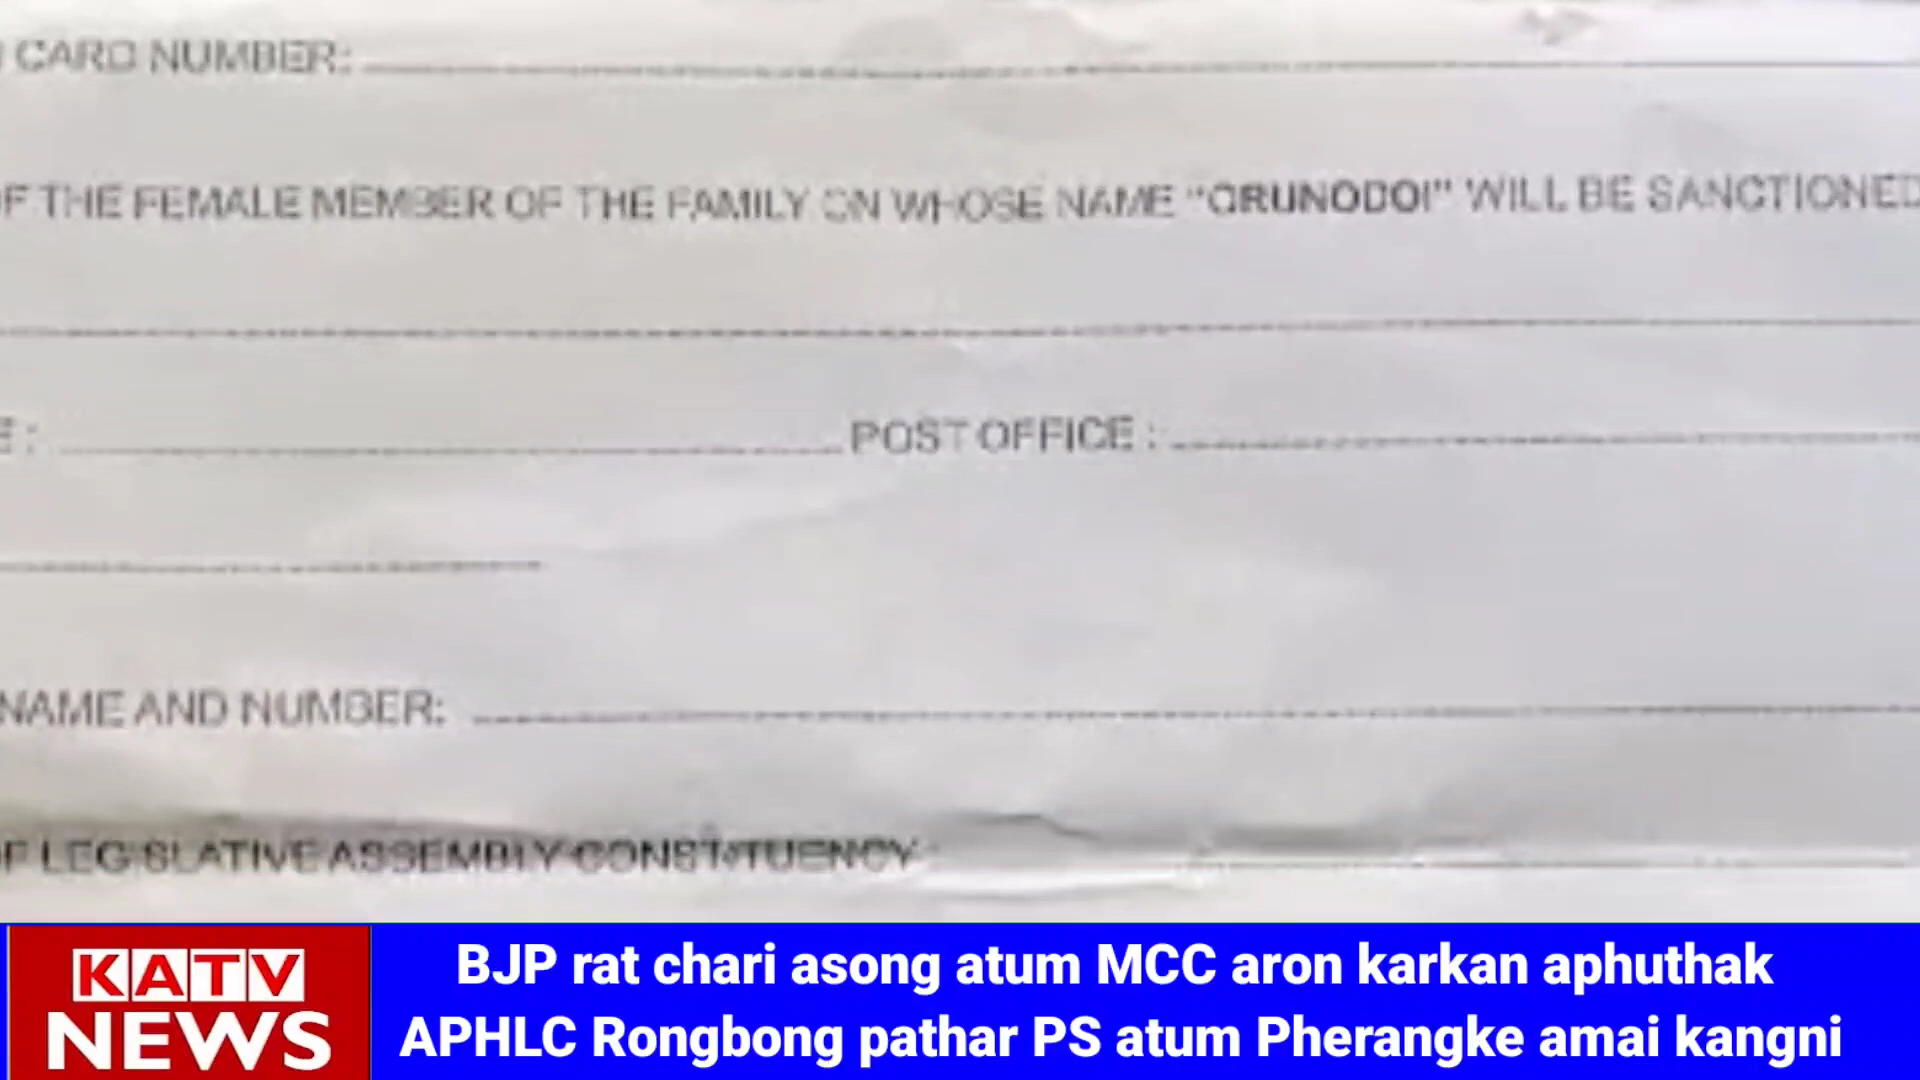 CARD NUMBER:
OF THE FEMALE MEMBER OF THE FAMILY ON WHOSE NAME "ORUNODOI" WILL BE SANCTIONED
E : POST OFFICE :
NAME AND NUMBER:
OF LEGISLATIVE ASSEMBLY CONSTITUENCY
KATV
NEWS
BJP rat chari asong atum MCC aron karkan aphuthak
APHLC Rongbong pathar PS atum Pherangke amai kangni